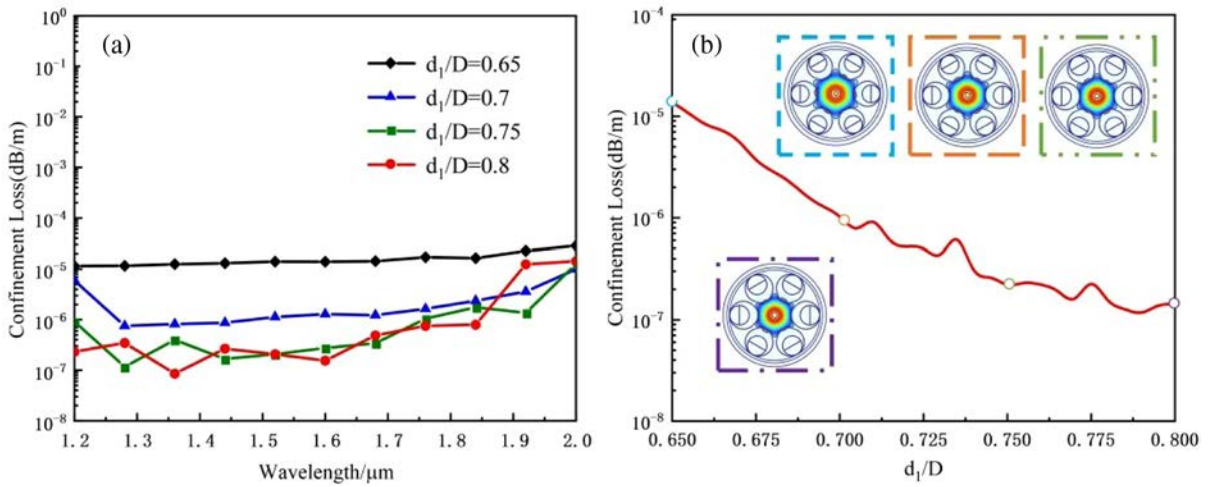 (a)
d₁/D=0.65
d₁/D=0.7
d₁/D=0.75
d₁/D=0.8
10⁰
10⁻¹
10⁻²
10⁻³
10⁻⁴
10⁻⁵
10⁻⁶
10⁻⁷
10⁻⁸
Confinement Loss(dB/m)
1.2 1.3 1.4 1.5 1.6 1.7 1.8 1.9 2.0
Wavelength/μm
(b)
10⁻⁴
10⁻⁵
10⁻⁶
10⁻⁷
10⁻⁸
Confinement Loss(dB/m)
0.650 0.675 0.700 0.725 0.750 0.775 0.800
d₁/D